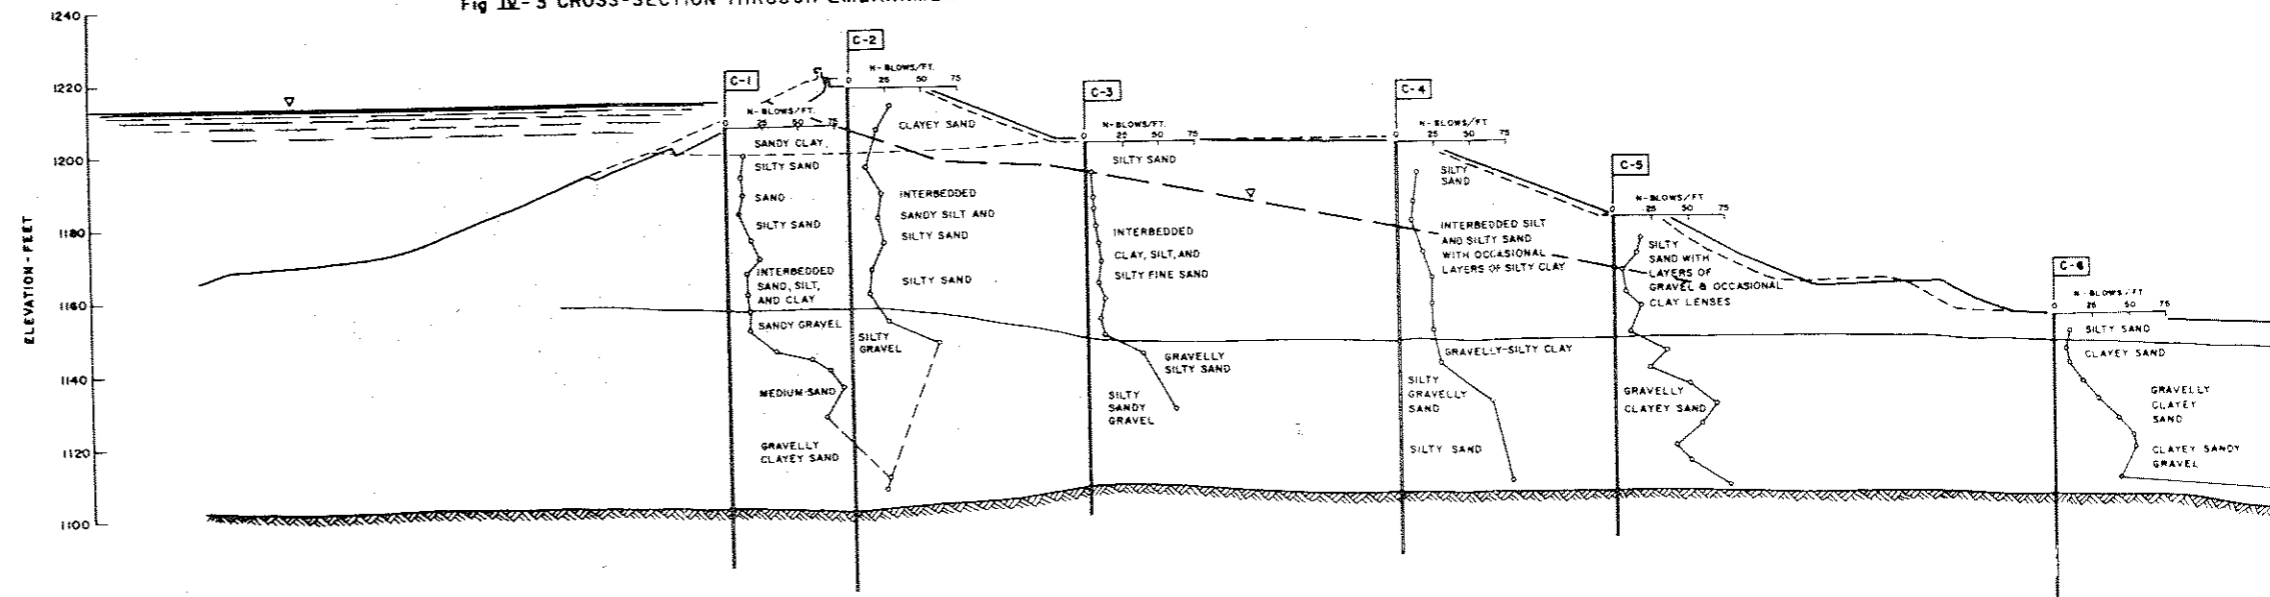 Fig IV-5 CROSS-SECTION THROUGH
1240
1220
1200
1180
1160
1140
1120
1100
ELEVATION-FEET
C-1
N-BLOWS/FT.
0 25 50 75
SANDY CLAY
SILTY SAND
SAND
SILTY SAND
INTERBEDDED
SAND, SILT,
AND CLAY
SANDY GRAVEL
MEDIUM-SAND
GRAVELLY
CLAYEY SAND
C-2
N-BLOWS/FT.
0 25 50 75
CLAYEY SAND
INTERBEDDED
SANDY SILT AND
SILTY SAND
SILTY SAND
SILTY
GRAVEL
C-3
N-BLOWS/FT.
0 25 50 75
SILTY SAND
INTERBEDDED
CLAY, SILT, AND
SILTY FINE SAND
GRAVELLY
SILTY SAND
SILTY
SANDY
GRAVEL
C-4
N-BLOWS/FT
0 25 50 75
SILTY
SAND
INTERBEDDED SILT
AND SILTY SAND
WITH OCCASIONAL
LAYERS OF SILTY CLAY
GRAVELLY-SILTY CLAY
SILTY
GRAVELLY
SAND
SILTY SAND
C-5
N-BLOWS/FT
0 25 50 75
SILTY
SAND WITH
LAYERS OF
GRAVEL & OCCASIONAL
CLAY LENSES
GRAVELLY
CLAYEY SAND
C-6
N-BLOWS/FT
0 25 50 75
SILTY SAND
CLAYEY SAND
GRAVELLY
CLAYEY
SAND
CLAYEY SANDY
GRAVEL